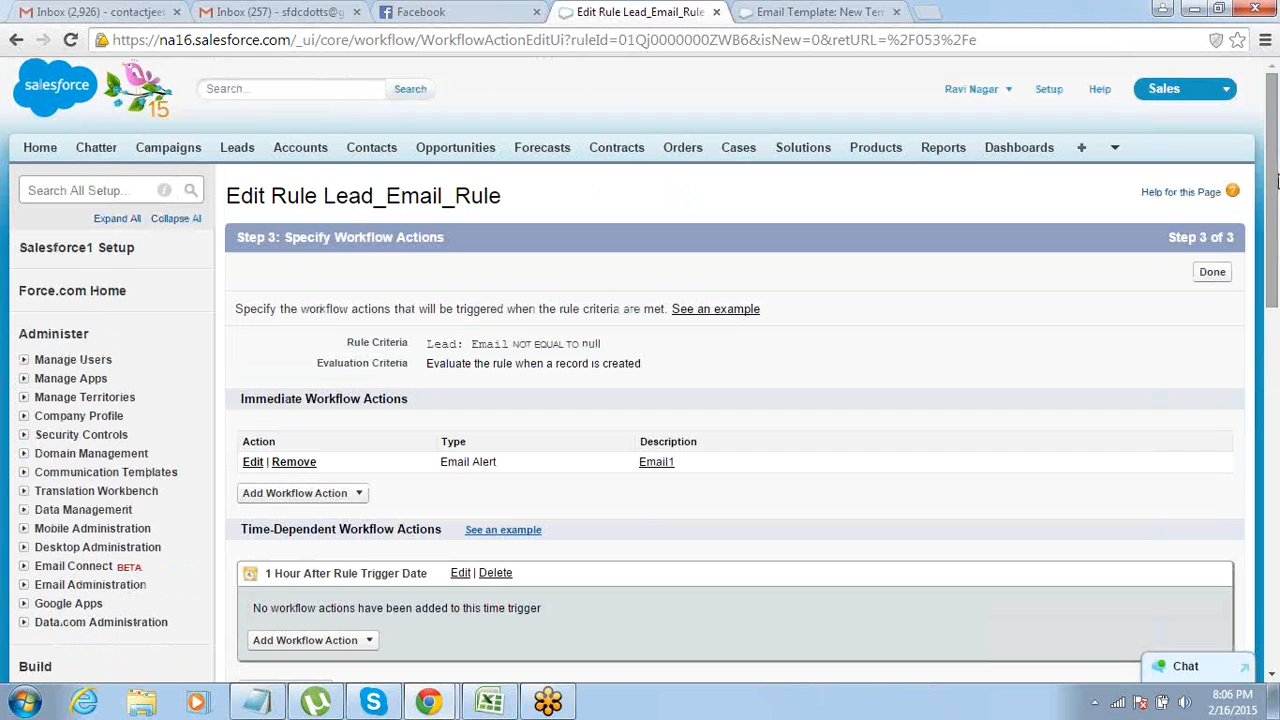 Inbox (2,926) - contactjee
Inbox (257) - sfdcdotts@g
Facebook
Edit Rule Lead_Email_Rule
Email Template: New Ter
https://na16.salesforce.com/_ui/core/workflow/WorkflowActionEditUi?ruleId=01Qj0000000ZWB6&isNew=0&retURL=%2F053%2Fe
salesforce
15
Search...
Search
Ravi Nagar
Setup
Help
Sales
Home
Chatter
Campaigns
Leads
Accounts
Contacts
Opportunities
Forecasts
Contracts
Orders
Cases
Solutions
Products
Reports
Dashboards
+
Search All Setup...
Expand All
Collapse All
Salesforce1 Setup
Force.com Home
Administer
Manage Users
Manage Apps
Manage Territories
Company Profile
Security Controls
Domain Management
Communication Templates
Translation Workbench
Data Management
Mobile Administration
Desktop Administration
Email Connect BETA
Email Administration
Google Apps
Data.com Administration
Build
Edit Rule Lead_Email_Rule
Help for this Page
Step 3: Specify Workflow Actions
Step 3 of 3
Done
Specify the workflow actions that will be triggered when the rule criteria are met. See an example
Rule Criteria Lead: Email NOT EQUAL TO null
Evaluation Criteria Evaluate the rule when a record is created
Immediate Workflow Actions
Action Type Description
Edit | Remove Email Alert Email1
Add Workflow Action
Time-Dependent Workflow Actions See an example
1 Hour After Rule Trigger Date Edit | Delete
No workflow actions have been added to this time trigger
Add Workflow Action
Chat
8:06 PM
2/16/2015